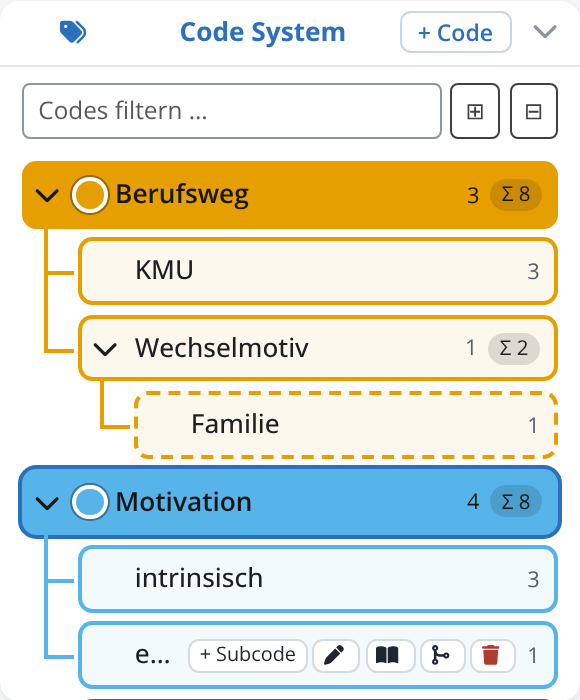 Code System + Code
Codes filtern ...
Berufsweg 3 Σ 8
KMU 3
Wechselmotiv 1 Σ 2
Familie 1
Motivation 4 Σ 8
intrinsisch 3
e... + Subcode 1